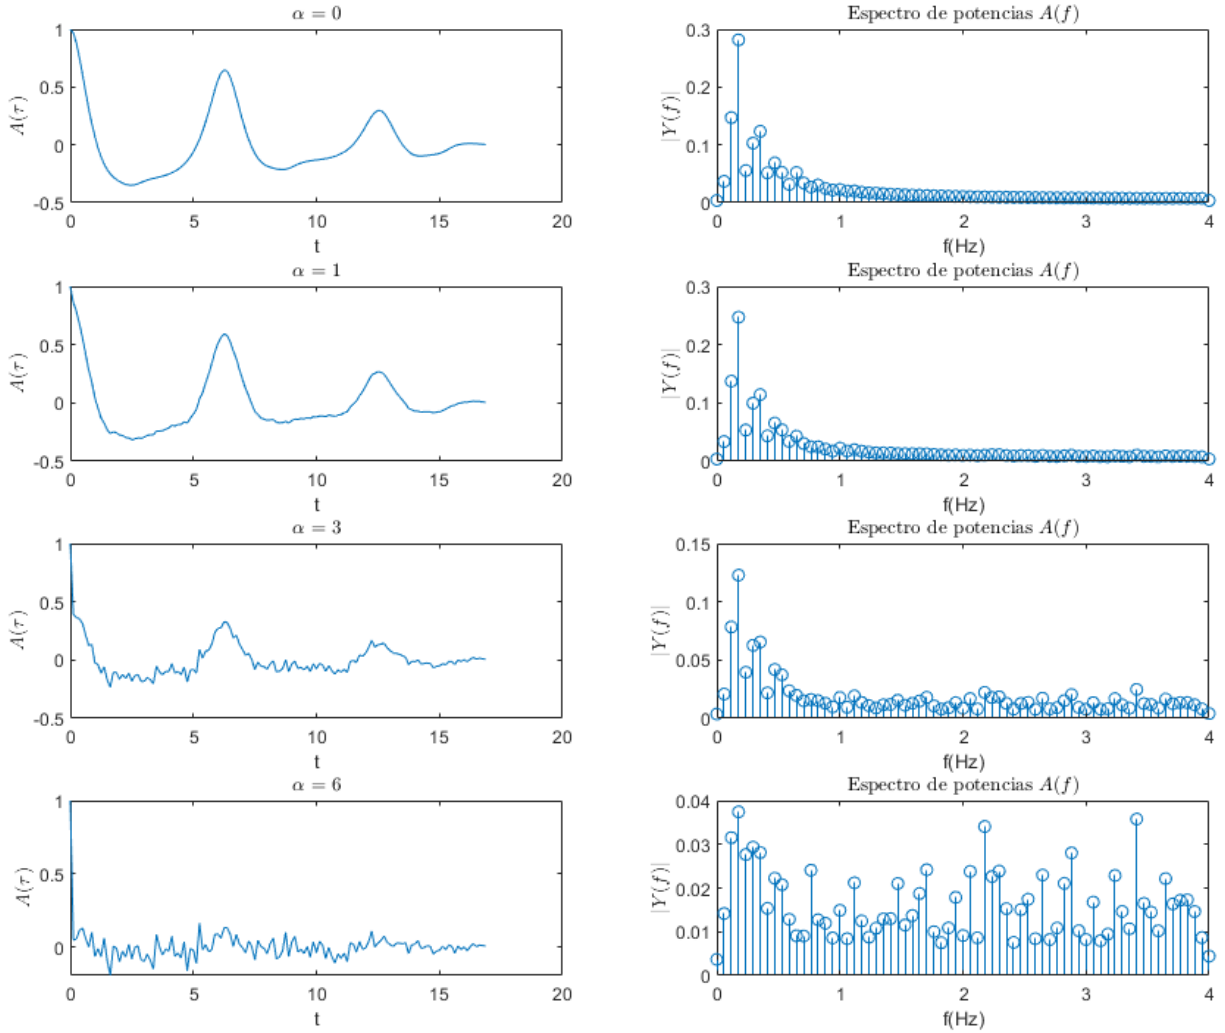 α = 0
Espectro de potencias A(f)
A(τ)
1
0.5
0
-0.5
0 5 10 15 20
t
|Y(f)|
0.3
0.2
0.1
0
0 1 2 3 4
f(Hz)
α = 1
Espectro de potencias A(f)
A(τ)
1
0.5
0
-0.5
0 5 10 15 20
t
|Y(f)|
0.3
0.2
0.1
0
0 1 2 3 4
f(Hz)
α = 3
Espectro de potencias A(f)
A(τ)
1
0.5
0
-0.5
0 5 10 15 20
t
|Y(f)|
0.15
0.1
0.05
0
0 1 2 3 4
f(Hz)
α = 6
Espectro de potencias A(f)
A(τ)
1
0.5
0
0 5 10 15 20
t
|Y(f)|
0.04
0.03
0.02
0.01
0
0 1 2 3 4
f(Hz)